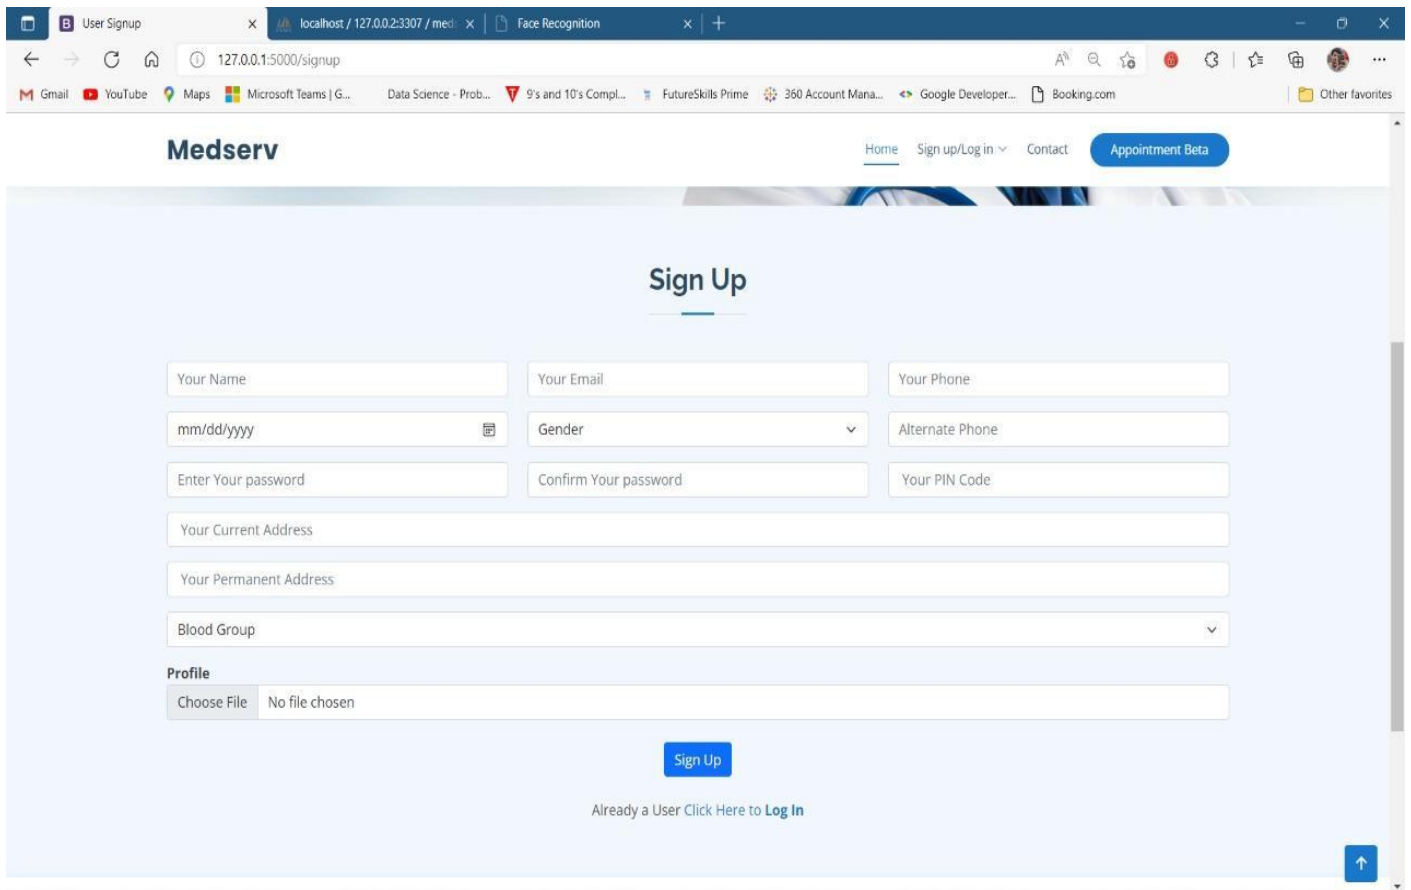 User Signup localhost / 127.0.0.2:3307 / med Face Recognition
127.0.0.1:5000/signup
Gmail YouTube Maps Microsoft Teams | G... Data Science - Prob... 9's and 10's Compl... FutureSkills Prime 360 Account Mana... Google Developer... Booking.com Other favorites
Medserv Home Sign up/Log in Contact Appointment Beta
Sign Up
Your Name Your Email Your Phone
mm/dd/yyyy Gender Alternate Phone
Enter Your password Confirm Your password Your PIN Code
Your Current Address
Your Permanent Address
Blood Group
Profile
Choose File No file chosen
Sign Up
Already a User Click Here to Log In